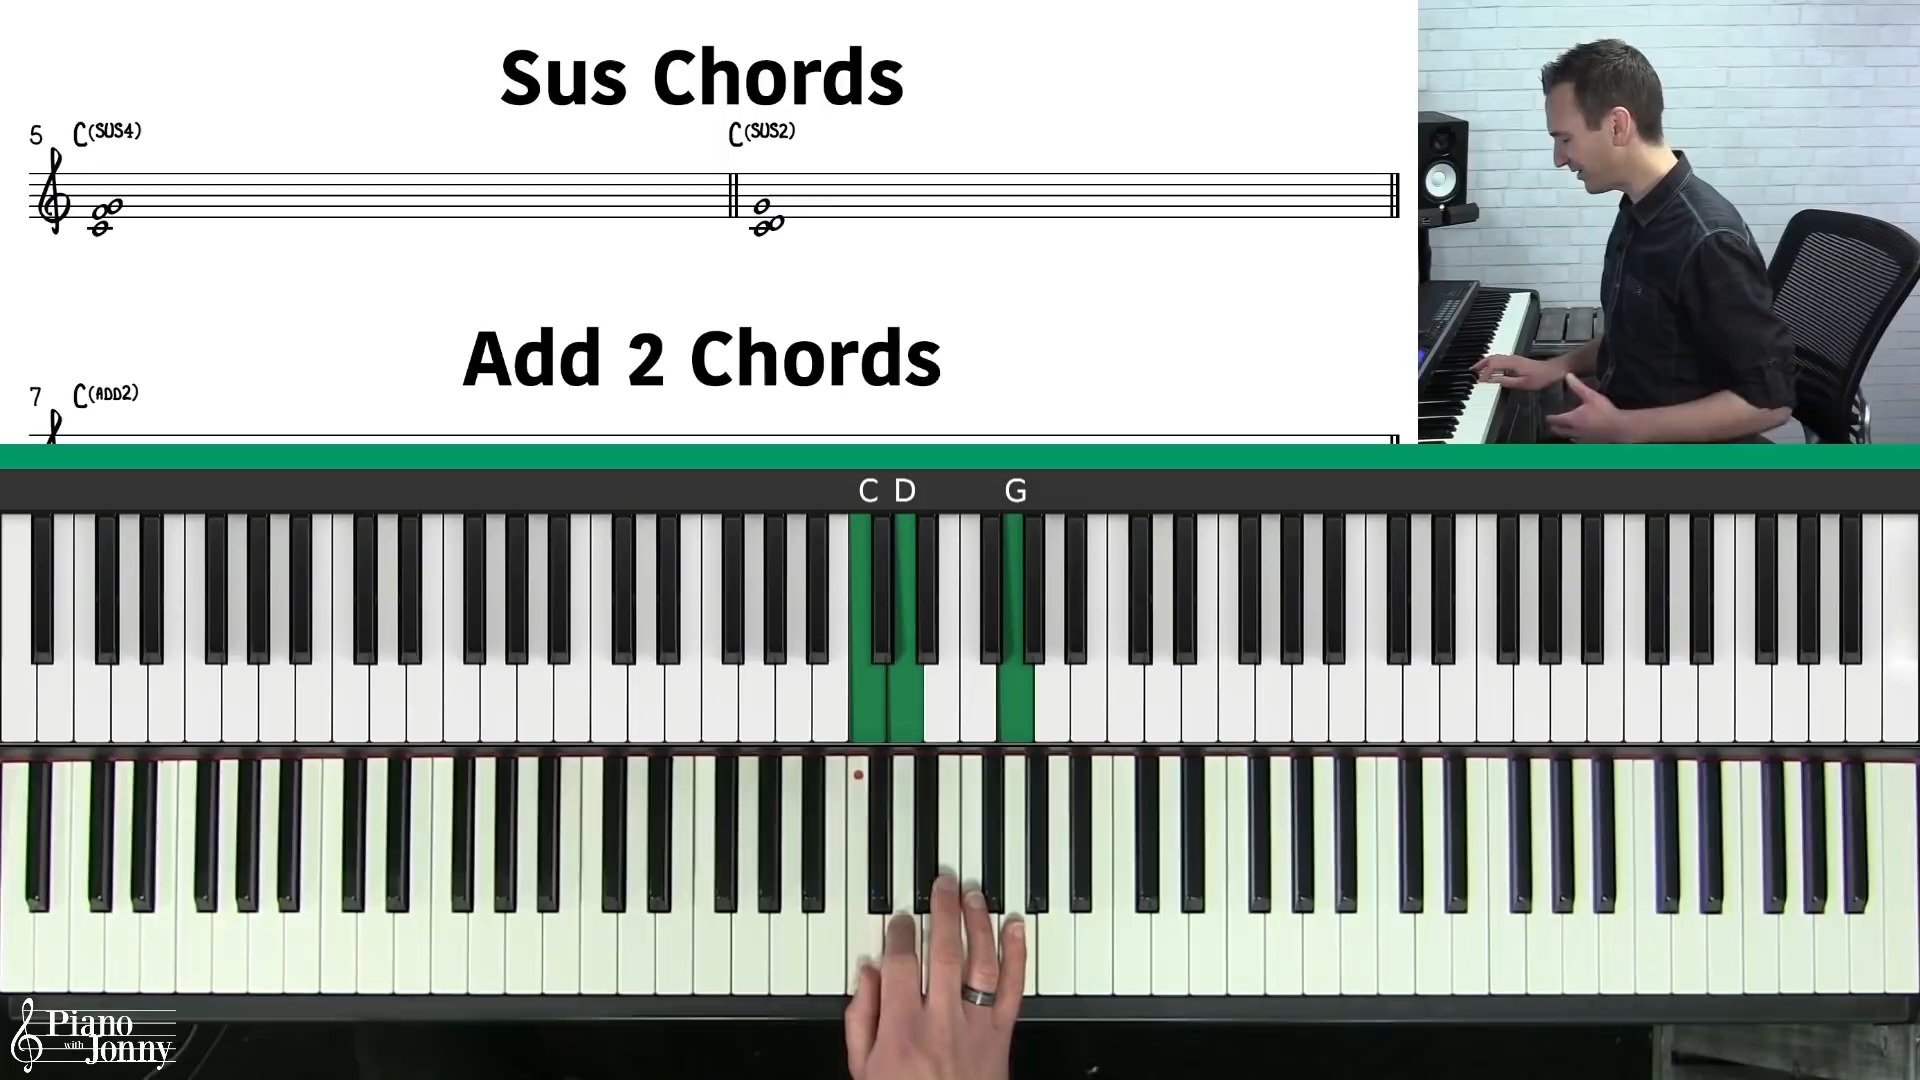 Sus Chords
5 C(SUS4) C(SUS2)
Add 2 Chords
7 C(ADD2)
C D G
Piano
with
Jonny